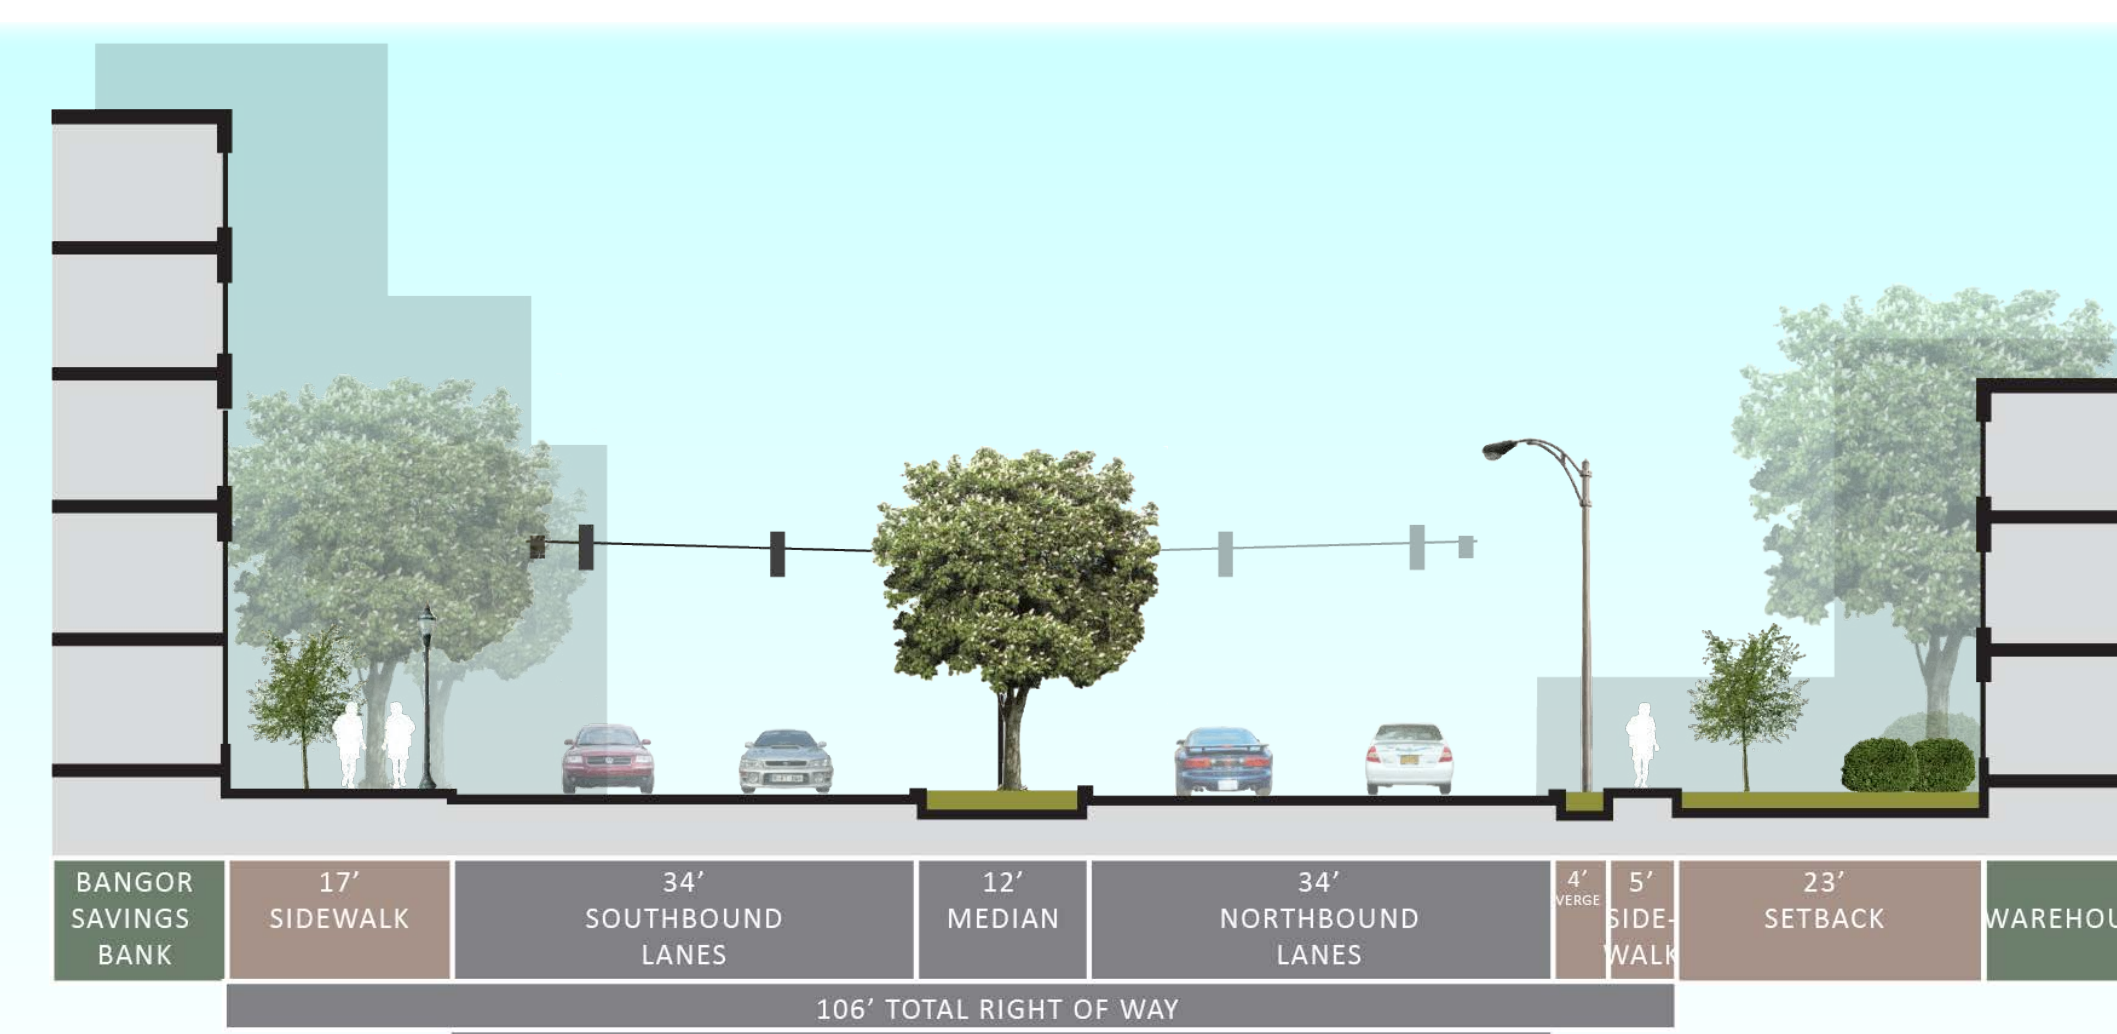 BANGOR
SAVINGS
BANK
17’
SIDEWALK
34’
SOUTHBOUND
LANES
12’
MEDIAN
34’
NORTHBOUND
LANES
4’
VERGE
5’
SIDE-
WALK
23’
SETBACK
WAREHOU
106’ TOTAL RIGHT OF WAY